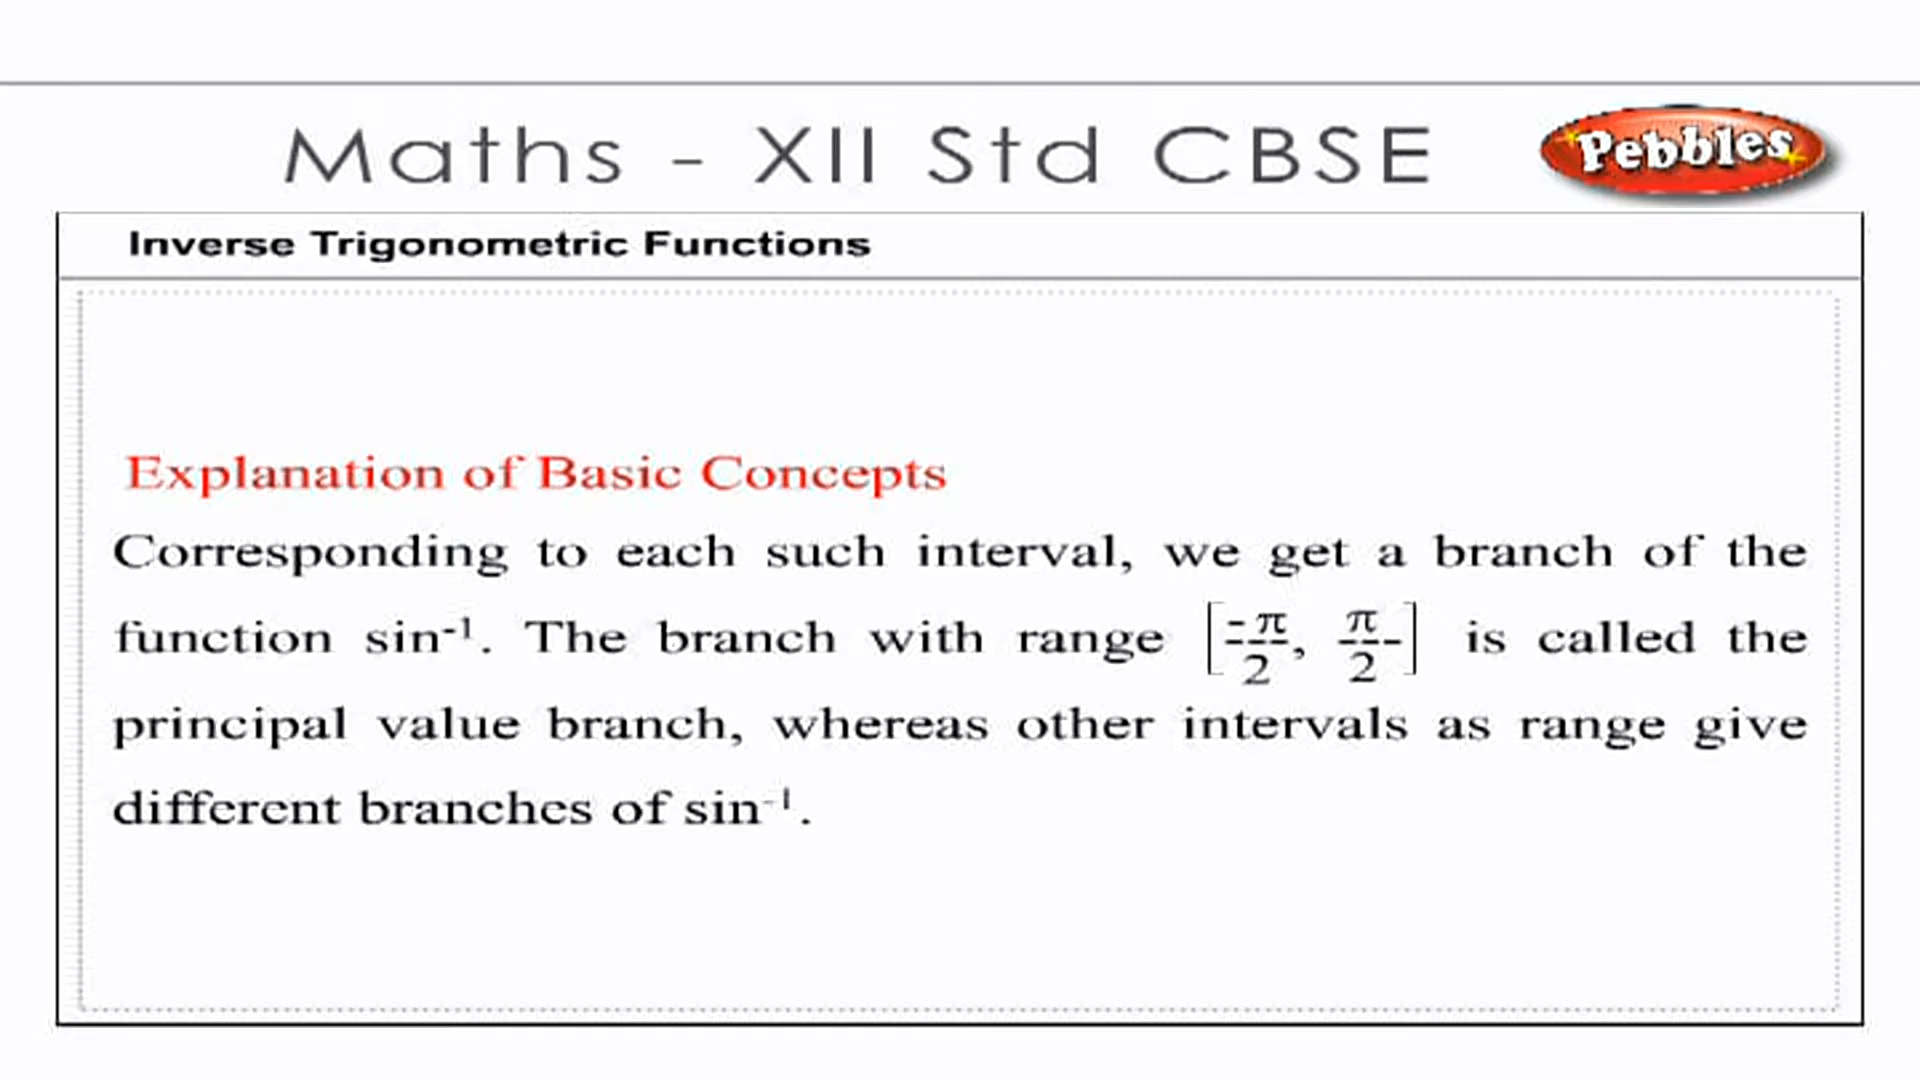 Maths - XII Std CBSE
Pebbles
Inverse Trigonometric Functions
Explanation of Basic Concepts
Corresponding to each such interval, we get a branch of the
function sin⁻¹. The branch with range [-π/2, π/2] is called the
principal value branch, whereas other intervals as range give
different branches of sin⁻¹.